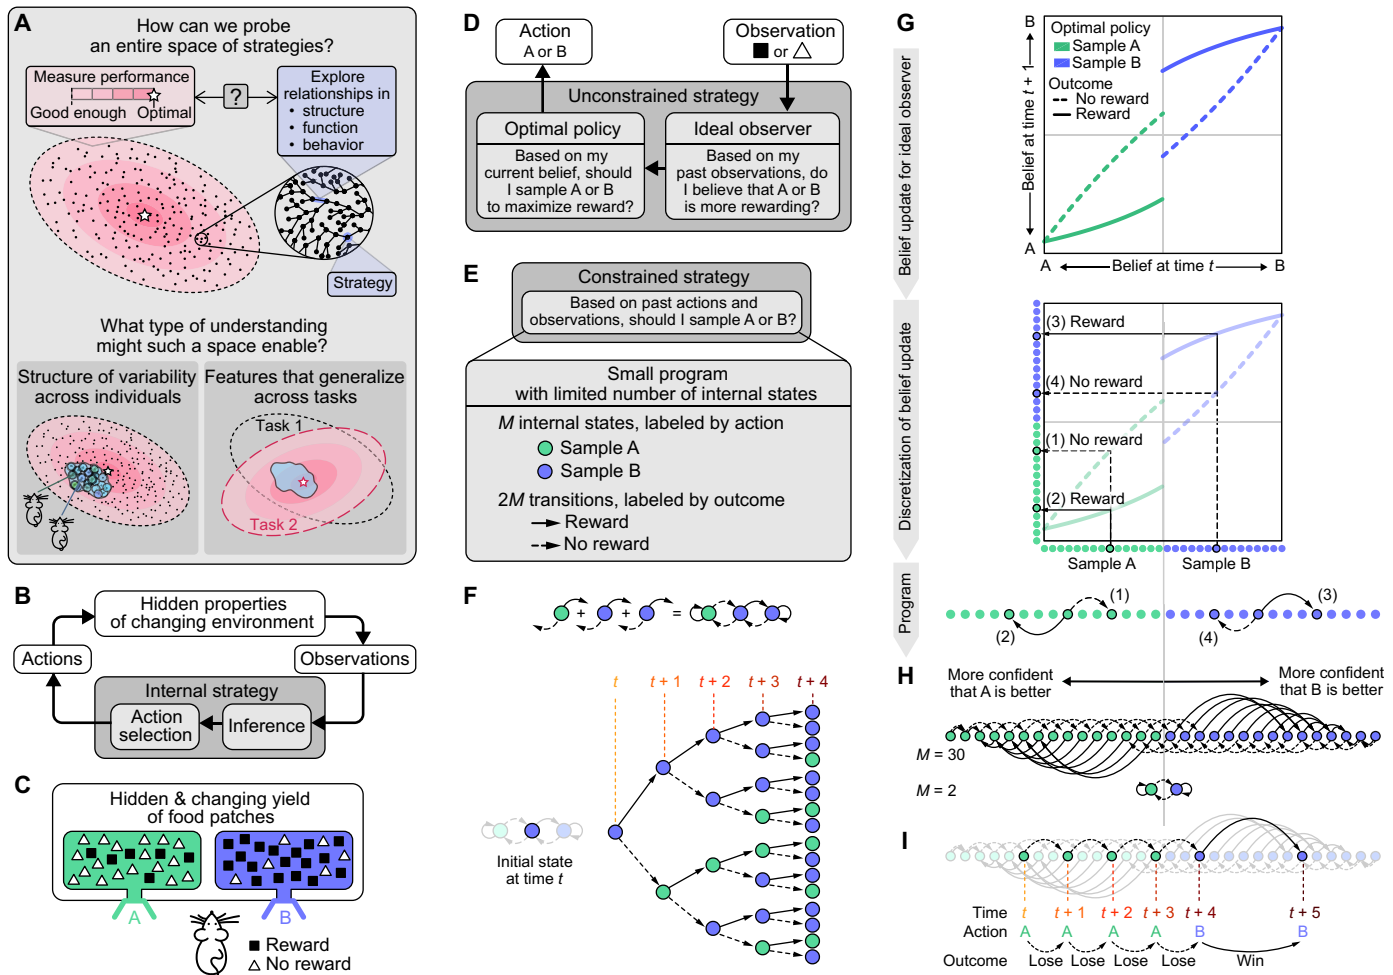 A
How can we probe
an entire space of strategies?
Measure performance
Good enough
Optimal
?
Explore
relationships in
• structure
• function
• behavior
Strategy
What type of understanding
might such a space enable?
Structure of variability
across individuals
Features that generalize
across tasks
Task 1
Task 2
B
Hidden properties
of changing environment
Actions
Observations
Internal strategy
Action
selection
Inference
C
Hidden & changing yield
of food patches
A
B
Reward
No reward
D
Action
A or B
Observation
or
Unconstrained strategy
Optimal policy
Based on my
current belief, should
I sample A or B
to maximize reward?
Ideal observer
Based on my
past observations, do
I believe that A or B
is more rewarding?
E
Constrained strategy
Based on past actions and
observations, should I sample A or B?
Small program
with limited number of internal states
M internal states, labeled by action
Sample A
Sample B
2M transitions, labeled by outcome
Reward
No reward
F
+ + =
t
t + 1
t + 2
t + 3
t + 4
Initial state
at time t
G
Belief update for ideal observer
Discretization of belief update
Program
B
Belief at time t + 1
A
Optimal policy
Sample A
Sample B
Outcome
No reward
Reward
A
Belief at time t
B
(3) Reward
(4) No reward
(1) No reward
(2) Reward
Sample A
Sample B
(1)
(2)
(3)
(4)
H
More confident
that A is better
More confident
that B is better
M = 30
M = 2
I
Time
t
t + 1
t + 2
t + 3
t + 4
t + 5
Action
A
A
A
A
B
B
Outcome
Lose
Lose
Lose
Lose
Win